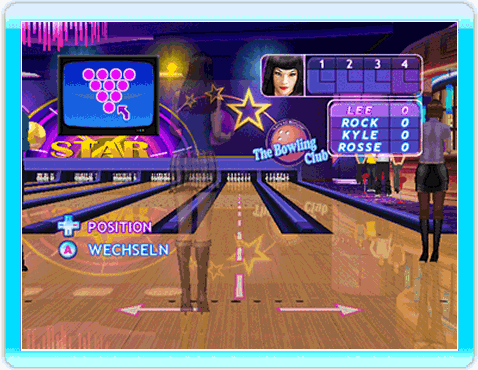 1 2 3 4
LEE 0
ROCK 0
KYLE 0
ROSSE 0
STAR
The Bowling Club
POSITION
A WECHSELN